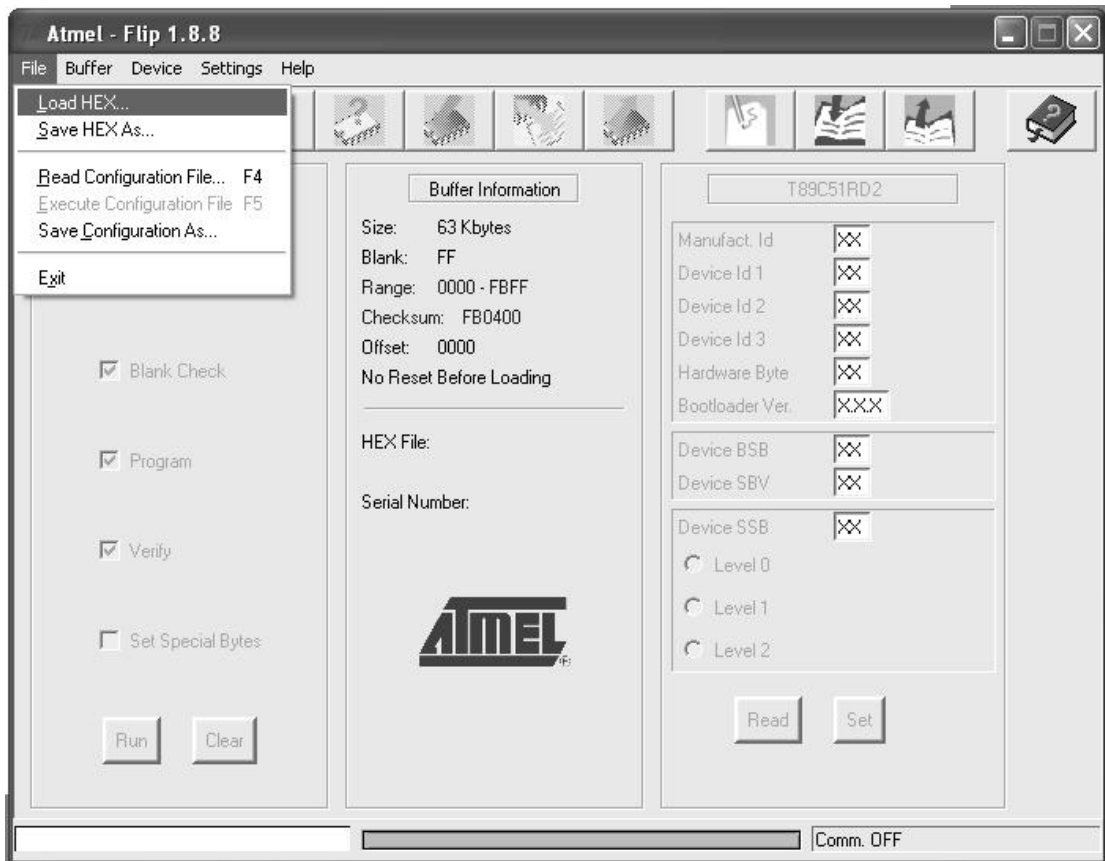 Atmel - Flip 1.8.8
File Buffer Device Settings Help
Load HEX...
Save HEX As...
Read Configuration File... F4
Execute Configuration File F5
Save Configuration As...
Exit
Blank Check
Program
Verify
Set Special Bytes
Run Clear
Buffer Information
Size: 63 Kbytes
Blank: FF
Range: 0000 - FBFF
Checksum: FB0400
Offset: 0000
No Reset Before Loading
HEX File:
Serial Number:
ATMEL ®
T89C51RD2
Manufact. Id XX
Device Id 1 XX
Device Id 2 XX
Device Id 3 XX
Hardware Byte XX
Bootloader Ver. X.X.X
Device BSB XX
Device SBV XX
Device SSB XX
Level 0
Level 1
Level 2
Read Set
Comm. OFF